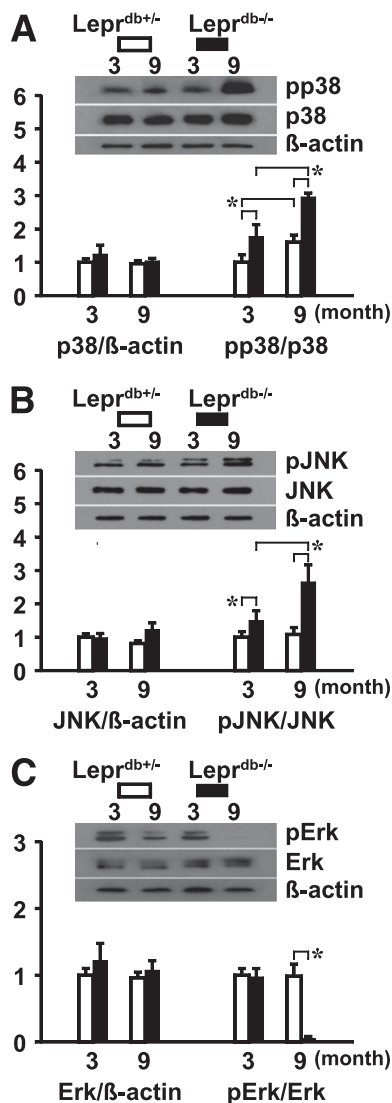 A
Lepr^db+/- Lepr^db-/-
3 9 3 9
pp38
p38
ß-actin
6
5
4
3
2
1
0
*
*
3 9 3 9 (month)
p38/ß-actin pp38/p38
B
Lepr^db+/- Lepr^db-/-
3 9 3 9
pJNK
JNK
ß-actin
6
5
4
3
2
1
0
*
*
3 9 3 9 (month)
JNK/ß-actin pJNK/JNK
C
Lepr^db+/- Lepr^db-/-
3 9 3 9
pErk
Erk
ß-actin
3
2
1
0
*
3 9 3 9 (month)
Erk/ß-actin pErk/Erk